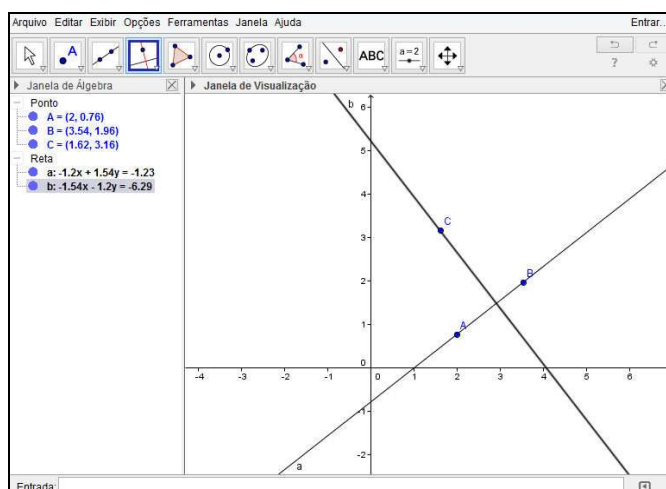 Arquivo Editar Exibir Opções Ferramentas Janela Ajuda Entrar...
A ABC a=2 ?
Janela de Álgebra
Janela de Visualização
Ponto
A = (2, 0.76)
B = (3.54, 1.96)
C = (1.62, 3.16)
Reta
a: -1.2x + 1.54y = -1.23
b: -1.54x - 1.2y = -6.29
b
6
5
4
C
3
B
2
1
A
0
-4 -3 -2 -1 0 1 2 3 4 5 6
-1
-2
a
Entrada: